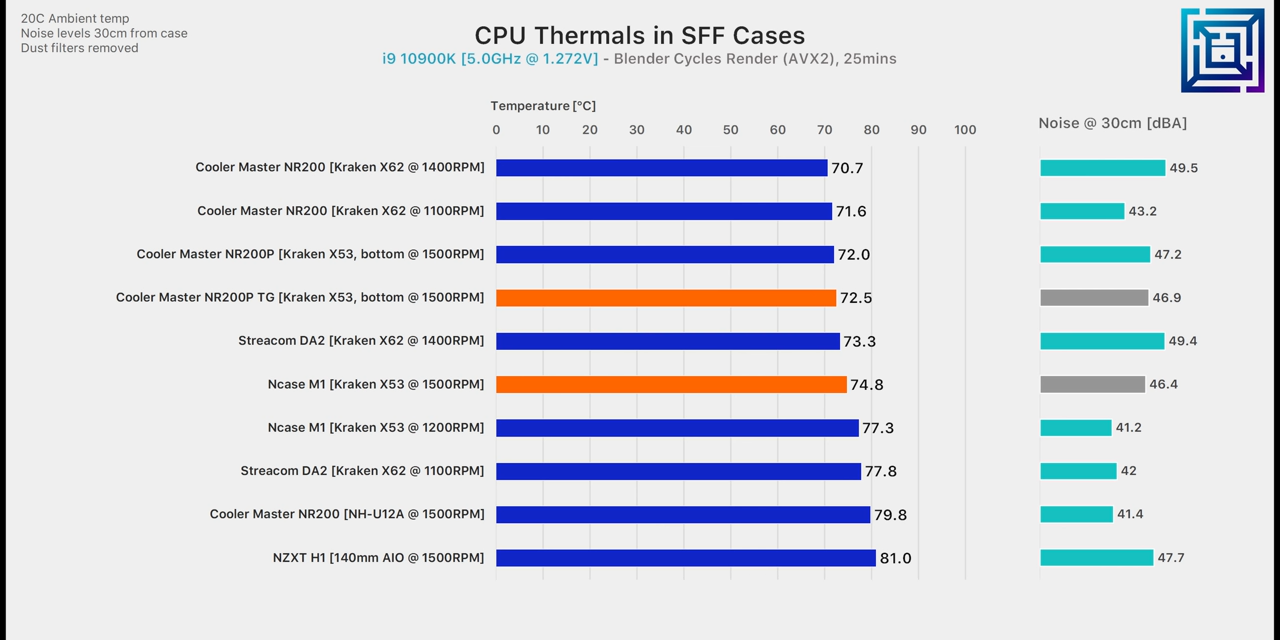 20C Ambient temp
Noise levels 30cm from case
Dust filters removed
CPU Thermals in SFF Cases
i9 10900K [5.0GHz @ 1.272V] - Blender Cycles Render (AVX2), 25mins
Temperature [°C]
Noise @ 30cm [dBA]
0 10 20 30 40 50 60 70 80 90 100
Cooler Master NR200 [Kraken X62 @ 1400RPM] 70.7 49.5
Cooler Master NR200 [Kraken X62 @ 1100RPM] 71.6 43.2
Cooler Master NR200P [Kraken X53, bottom @ 1500RPM] 72.0 47.2
Cooler Master NR200P TG [Kraken X53, bottom @ 1500RPM] 72.5 46.9
Streacom DA2 [Kraken X62 @ 1400RPM] 73.3 49.4
Ncase M1 [Kraken X53 @ 1500RPM] 74.8 46.4
Ncase M1 [Kraken X53 @ 1200RPM] 77.3 41.2
Streacom DA2 [Kraken X62 @ 1100RPM] 77.8 42
Cooler Master NR200 [NH-U12A @ 1500RPM] 79.8 41.4
NZXT H1 [140mm AIO @ 1500RPM] 81.0 47.7